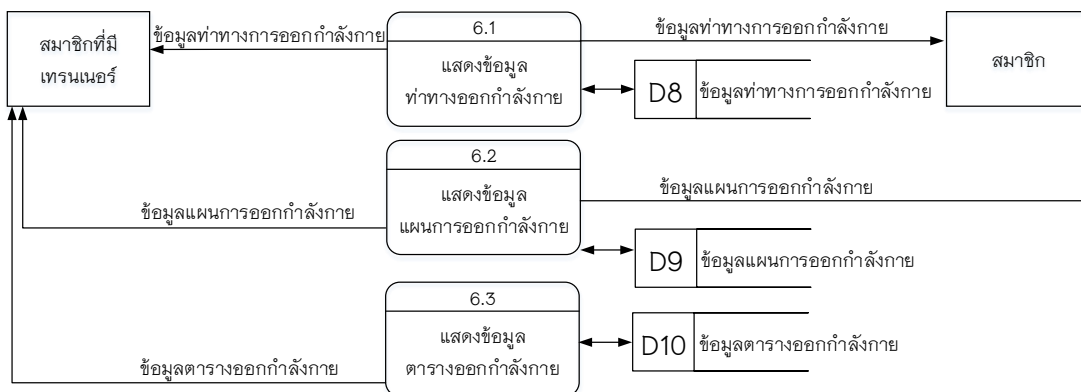 สมาชิกที่มี
เทรนเนอร์
ข้อมูลท่าทางการออกกำลังกาย
6.1
แสดงข้อมูล
ท่าทางออกกำลังกาย
ข้อมูลท่าทางการออกกำลังกาย
สมาชิก
D8
ข้อมูลท่าทางการออกกำลังกาย
6.2
แสดงข้อมูล
แผนการออกกำลังกาย
ข้อมูลแผนการออกกำลังกาย
ข้อมูลแผนการออกกำลังกาย
D9
ข้อมูลแผนการออกกำลังกาย
6.3
แสดงข้อมูล
ตารางออกกำลังกาย
D10
ข้อมูลตารางออกกำลังกาย
ข้อมูลตารางออกกำลังกาย